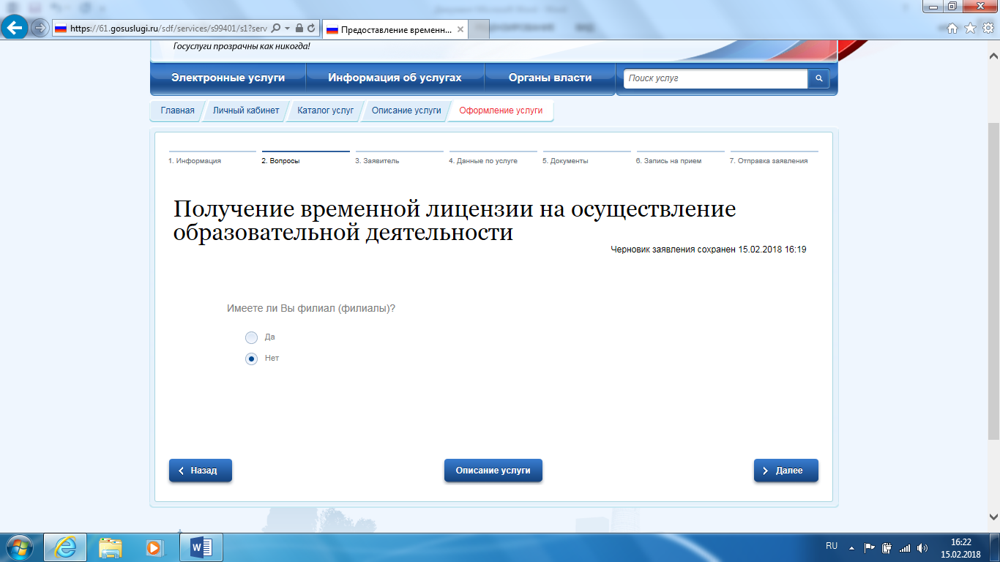 https://61.gosuslugi.ru/sdf/services/s99401/s1?serv
Предоставление временн...
Госуслуги прозрачны как никогда!
Электронные услуги
Информация об услугах
Органы власти
Поиск услуг
Главная
Личный кабинет
Каталог услуг
Описание услуги
Оформление услуги
1. Информация
2. Вопросы
3. Заявитель
4. Данные по услуге
5. Документы
6. Запись на прием
7. Отправка заявления
Получение временной лицензии на осуществление
образовательной деятельности
Черновик заявления сохранен 15.02.2018 16:19
Имеете ли Вы филиал (филиалы)?
Да
Нет
Назад
Описание услуги
Далее
RU
16:22
15.02.2018